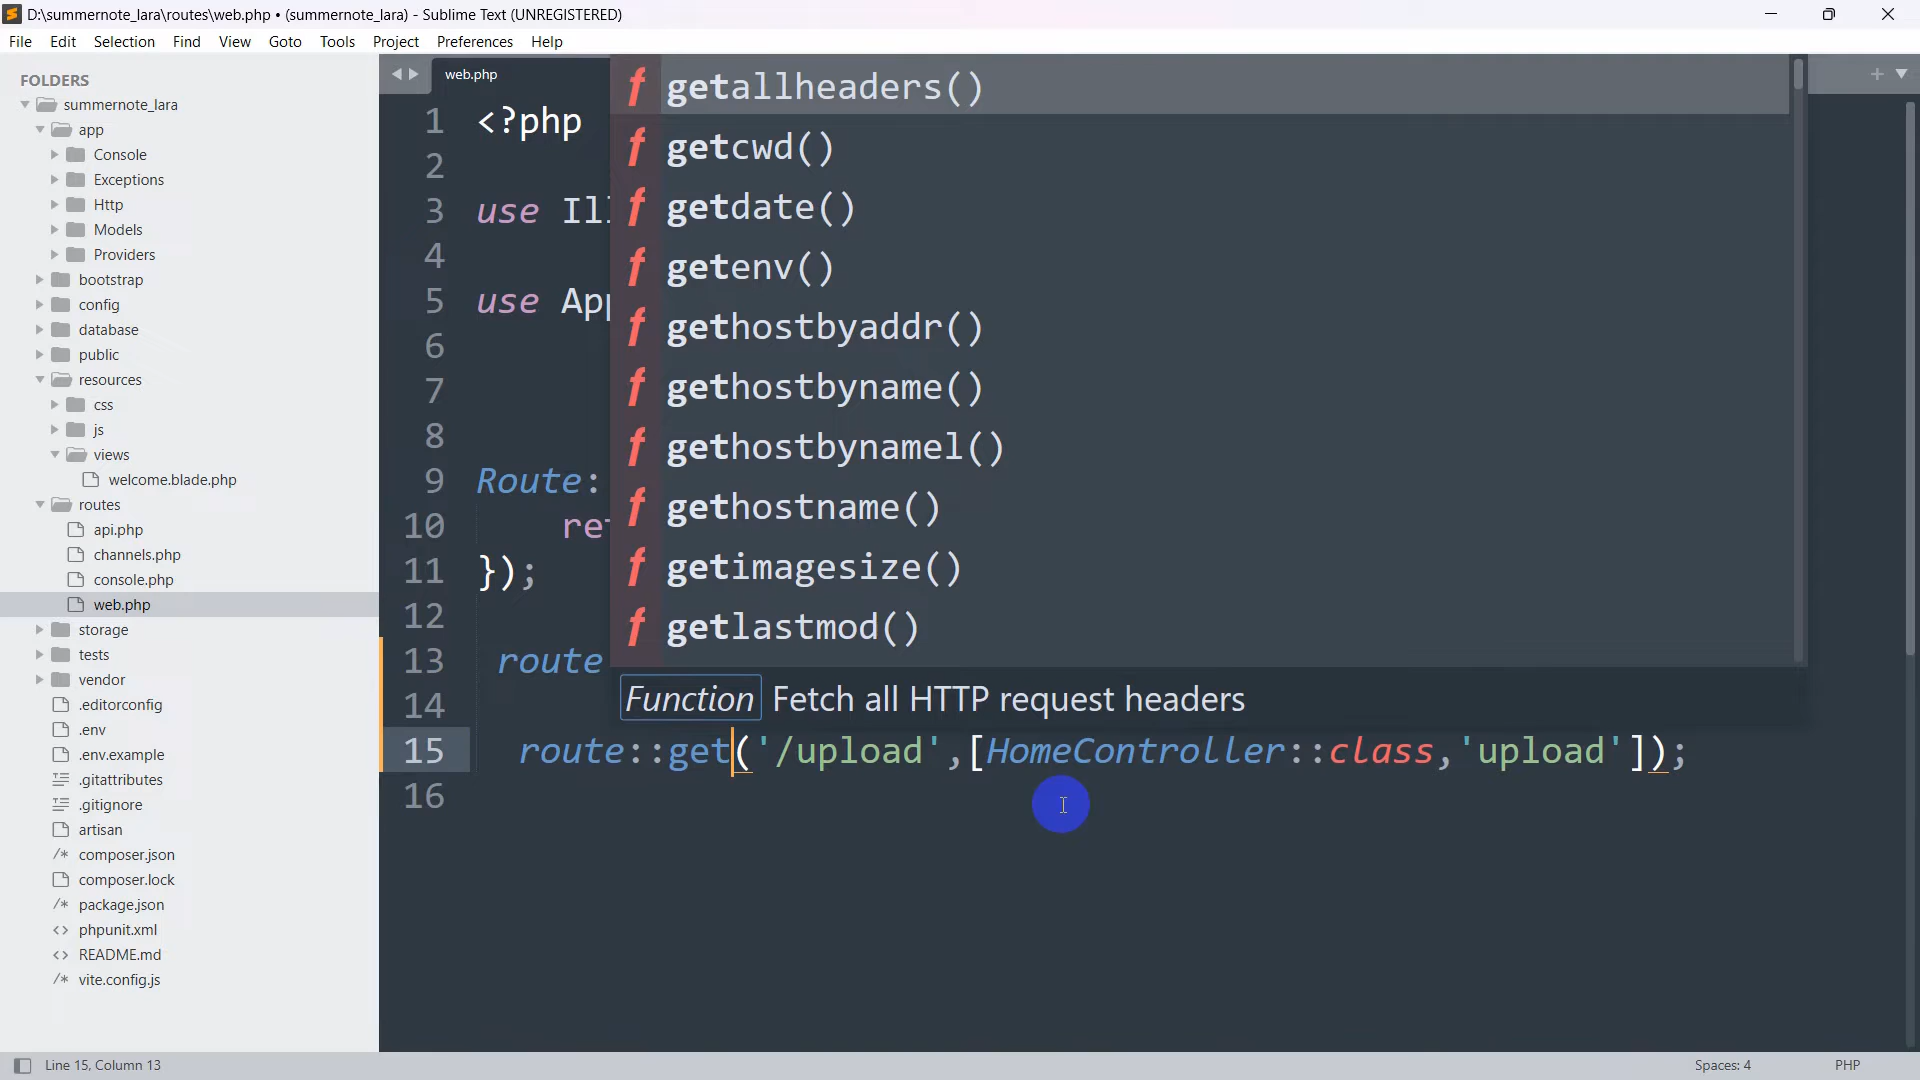 D:\summernote_lara\routes\web.php • (summernote_lara) - Sublime Text (UNREGISTERED)
File Edit Selection Find View Goto Tools Project Preferences Help
FOLDERS
summernote_lara
app
Console
Exceptions
Http
Models
Providers
bootstrap
config
database
public
resources
css
js
views
welcome.blade.php
routes
api.php
channels.php
console.php
web.php
storage
tests
vendor
.editorconfig
.env
.env.example
.gitattributes
.gitignore
artisan
/* composer.json
composer.lock
/* package.json
<> phpunit.xml
<> README.md
/* vite.config.js
web.php
1 <?php
2
3 use Ill
4
5 use App
6
7
8
9 Route:
10 ret
11 });
12
13 route
14
15 route::get('/upload',[HomeController::class,'upload']);
16
f getallheaders()
f getcwd()
f getdate()
f getenv()
f gethostbyaddr()
f gethostbyname()
f gethostbynamel()
f gethostname()
f getimagesize()
f getlastmod()
Function Fetch all HTTP request headers
Line 15, Column 13
Spaces: 4
PHP